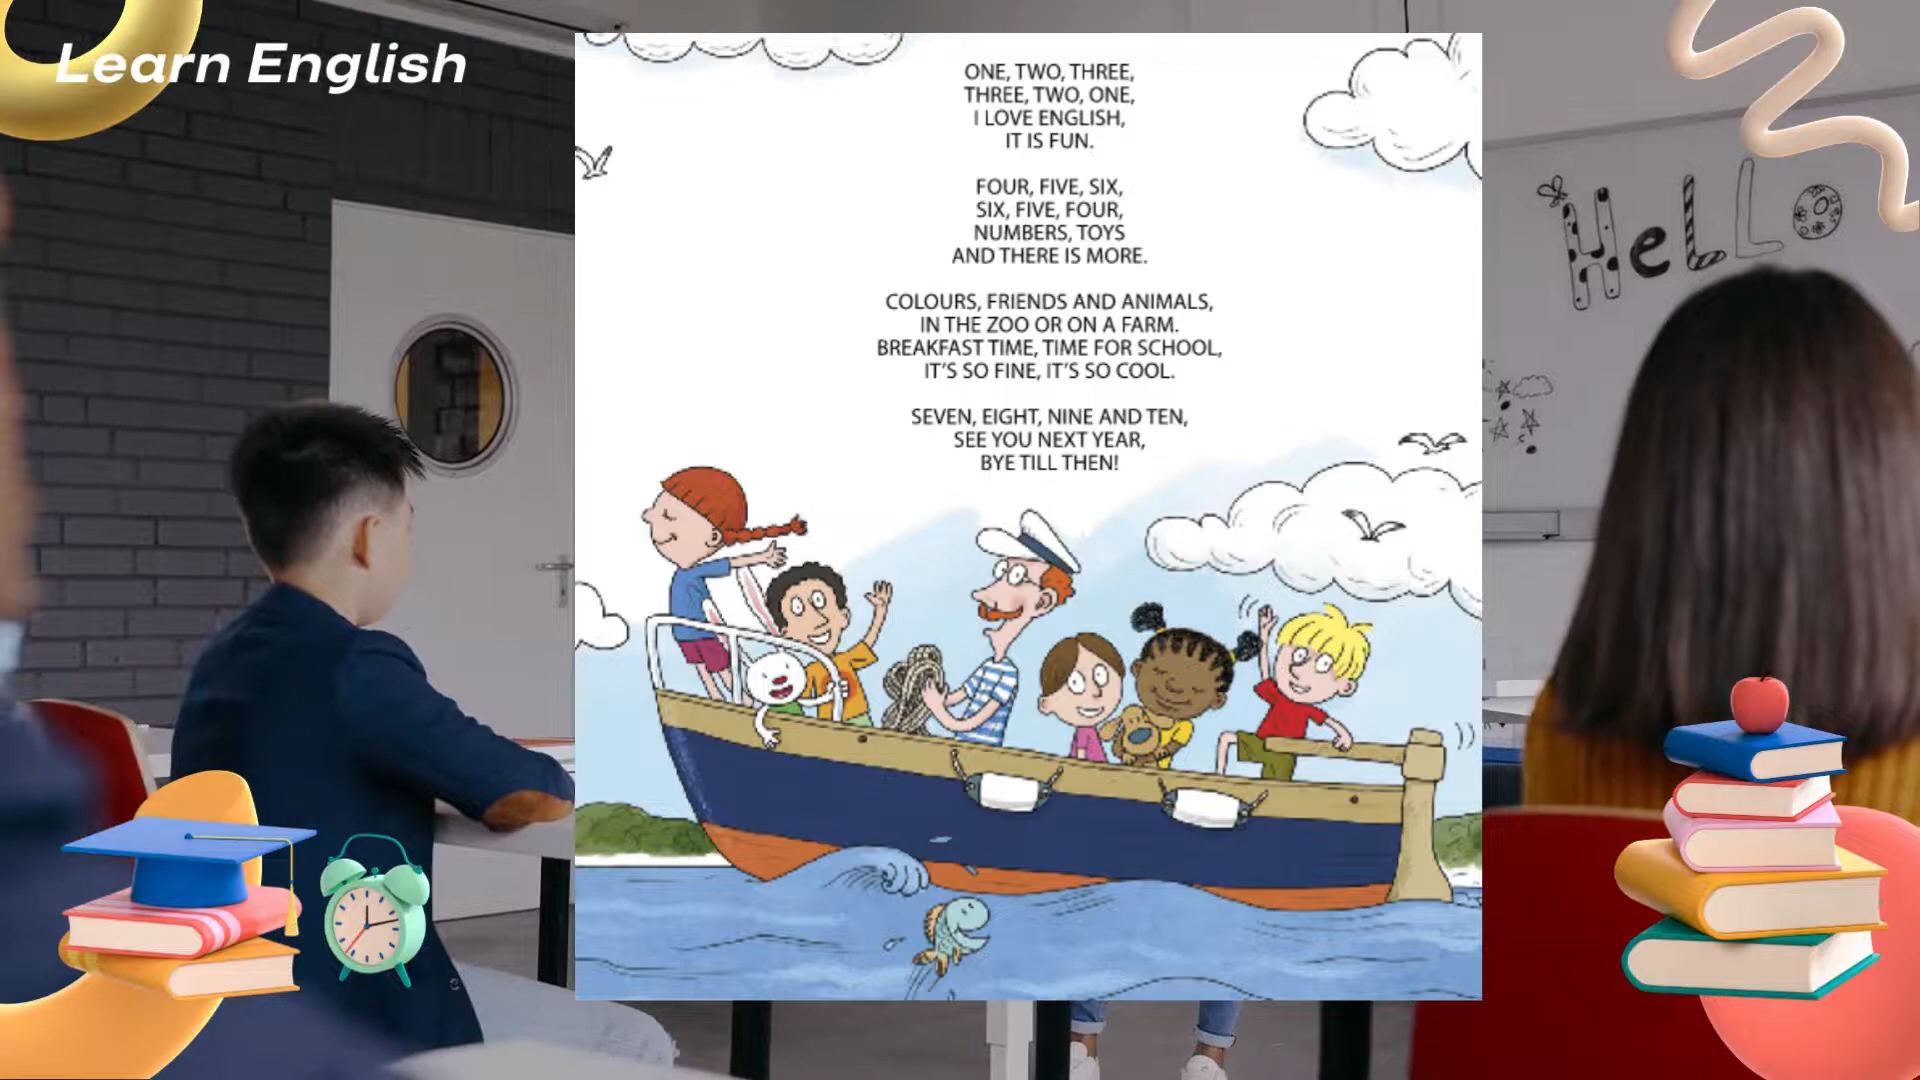 Learn English
ONE, TWO, THREE,
THREE, TWO, ONE,
I LOVE ENGLISH,
IT IS FUN.
FOUR, FIVE, SIX,
SIX, FIVE, FOUR,
NUMBERS, TOYS
AND THERE IS MORE.
COLOURS, FRIENDS AND ANIMALS,
IN THE ZOO OR ON A FARM.
BREAKFAST TIME, TIME FOR SCHOOL,
IT'S SO FINE, IT'S SO COOL.
SEVEN, EIGHT, NINE AND TEN,
SEE YOU NEXT YEAR,
BYE TILL THEN!
HeLLO